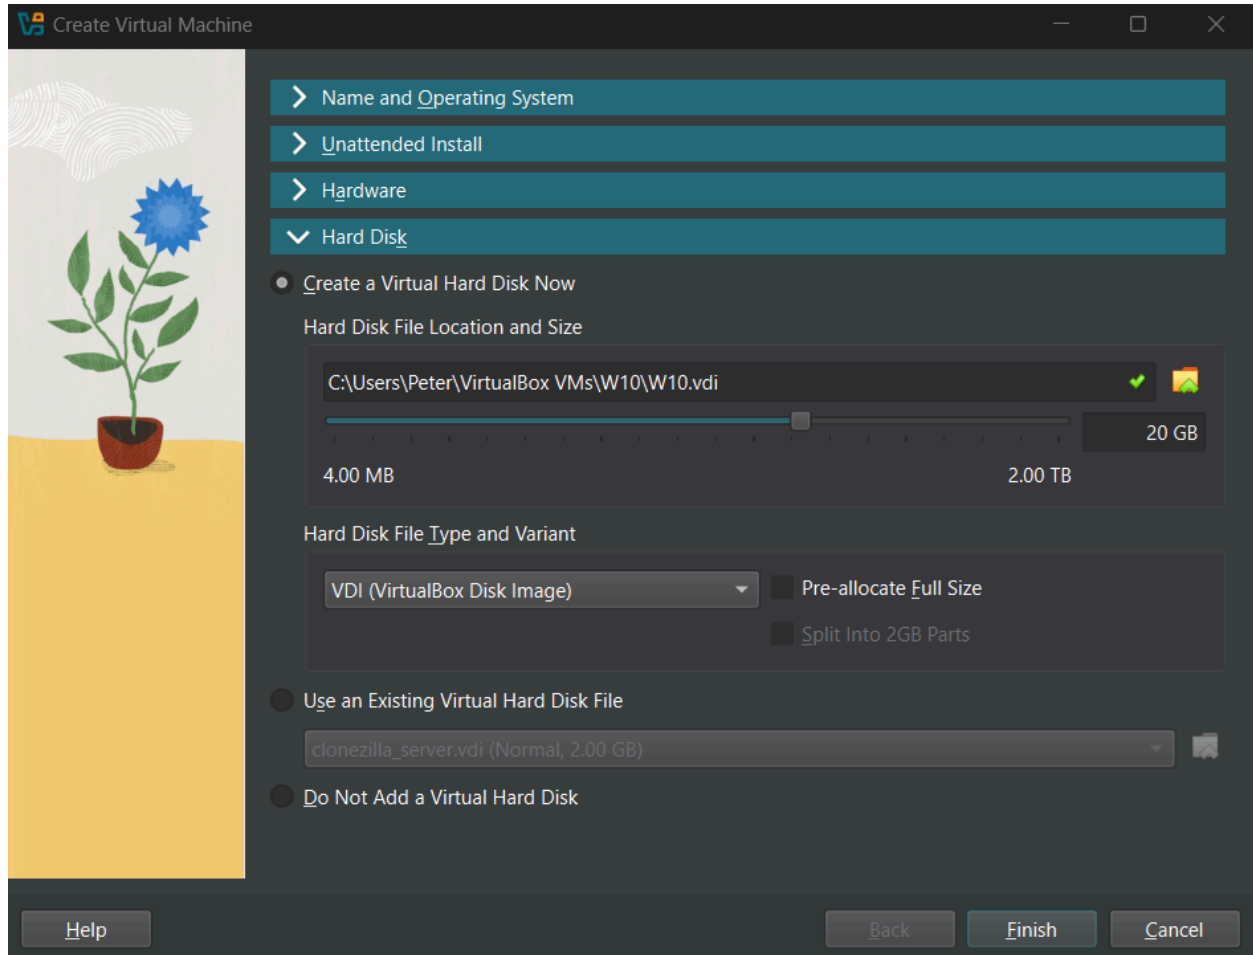 Create Virtual Machine
Name and Operating System
Unattended Install
Hardware
Hard Disk
Create a Virtual Hard Disk Now
Hard Disk File Location and Size
C:\Users\Peter\VirtualBox VMs\W10\W10.vdi
20 GB
4.00 MB 2.00 TB
Hard Disk File Type and Variant
VDI (VirtualBox Disk Image) Pre-allocate Full Size
Split Into 2GB Parts
Use an Existing Virtual Hard Disk File
clonezilla_server.vdi (Normal, 2.00 GB)
Do Not Add a Virtual Hard Disk
Help Back Finish Cancel